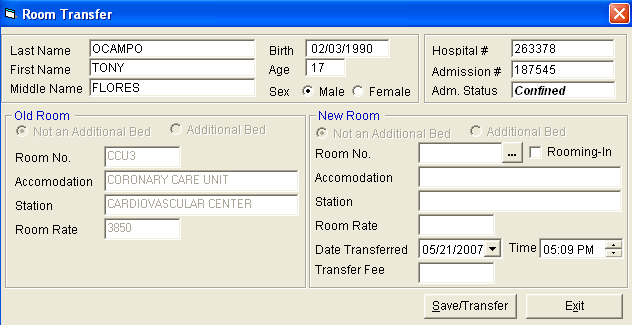 Room Transfer
Last Name OCAMPO Birth 02/03/1990 Hospital # 263378
First Name TONY Age 17 Admission # 187545
Middle Name FLORES Sex Male Female Adm. Status Confined
Old Room
Not an Additional Bed Additional Bed
Room No. CCU3
Accomodation CORONARY CARE UNIT
Station CARDIOVASCULAR CENTER
Room Rate 3850
New Room
Not an Additional Bed Additional Bed
Room No. ... Rooming-In
Accomodation
Station
Room Rate
Date Transferred 05/21/2007 Time 05:09 PM
Transfer Fee
Save/Transfer Exit